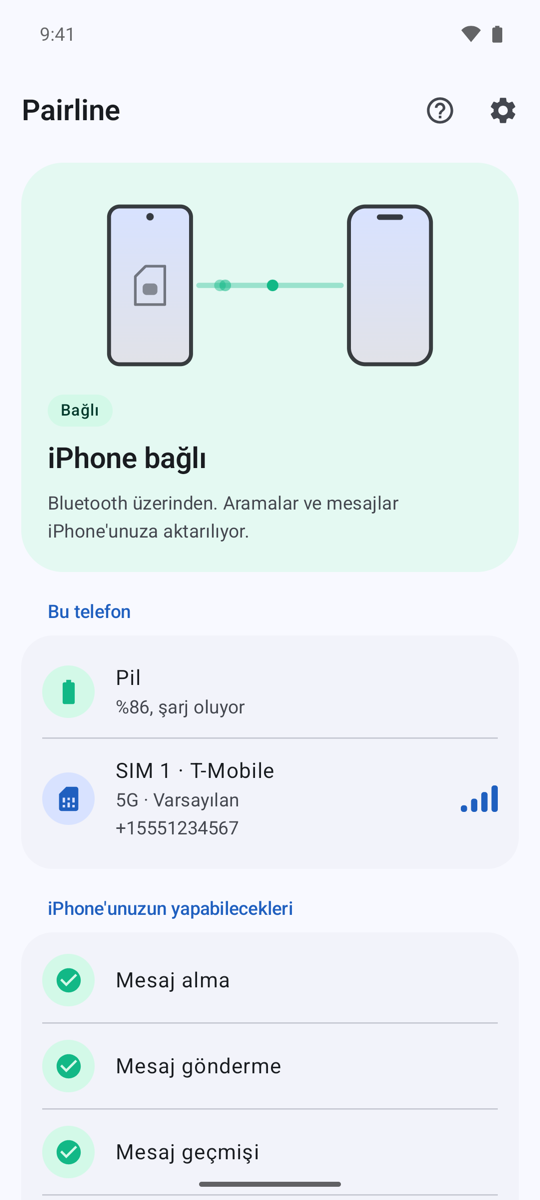 9:41
Pairline
Bağlı
iPhone bağlı
Bluetooth üzerinden. Aramalar ve mesajlar
iPhone'unuza aktarılıyor.
Bu telefon
Pil
%86, şarj oluyor
SIM 1 · T-Mobile
5G · Varsayılan
+15551234567
iPhone'unuzun yapabilecekleri
Mesaj alma
Mesaj gönderme
Mesaj geçmişi